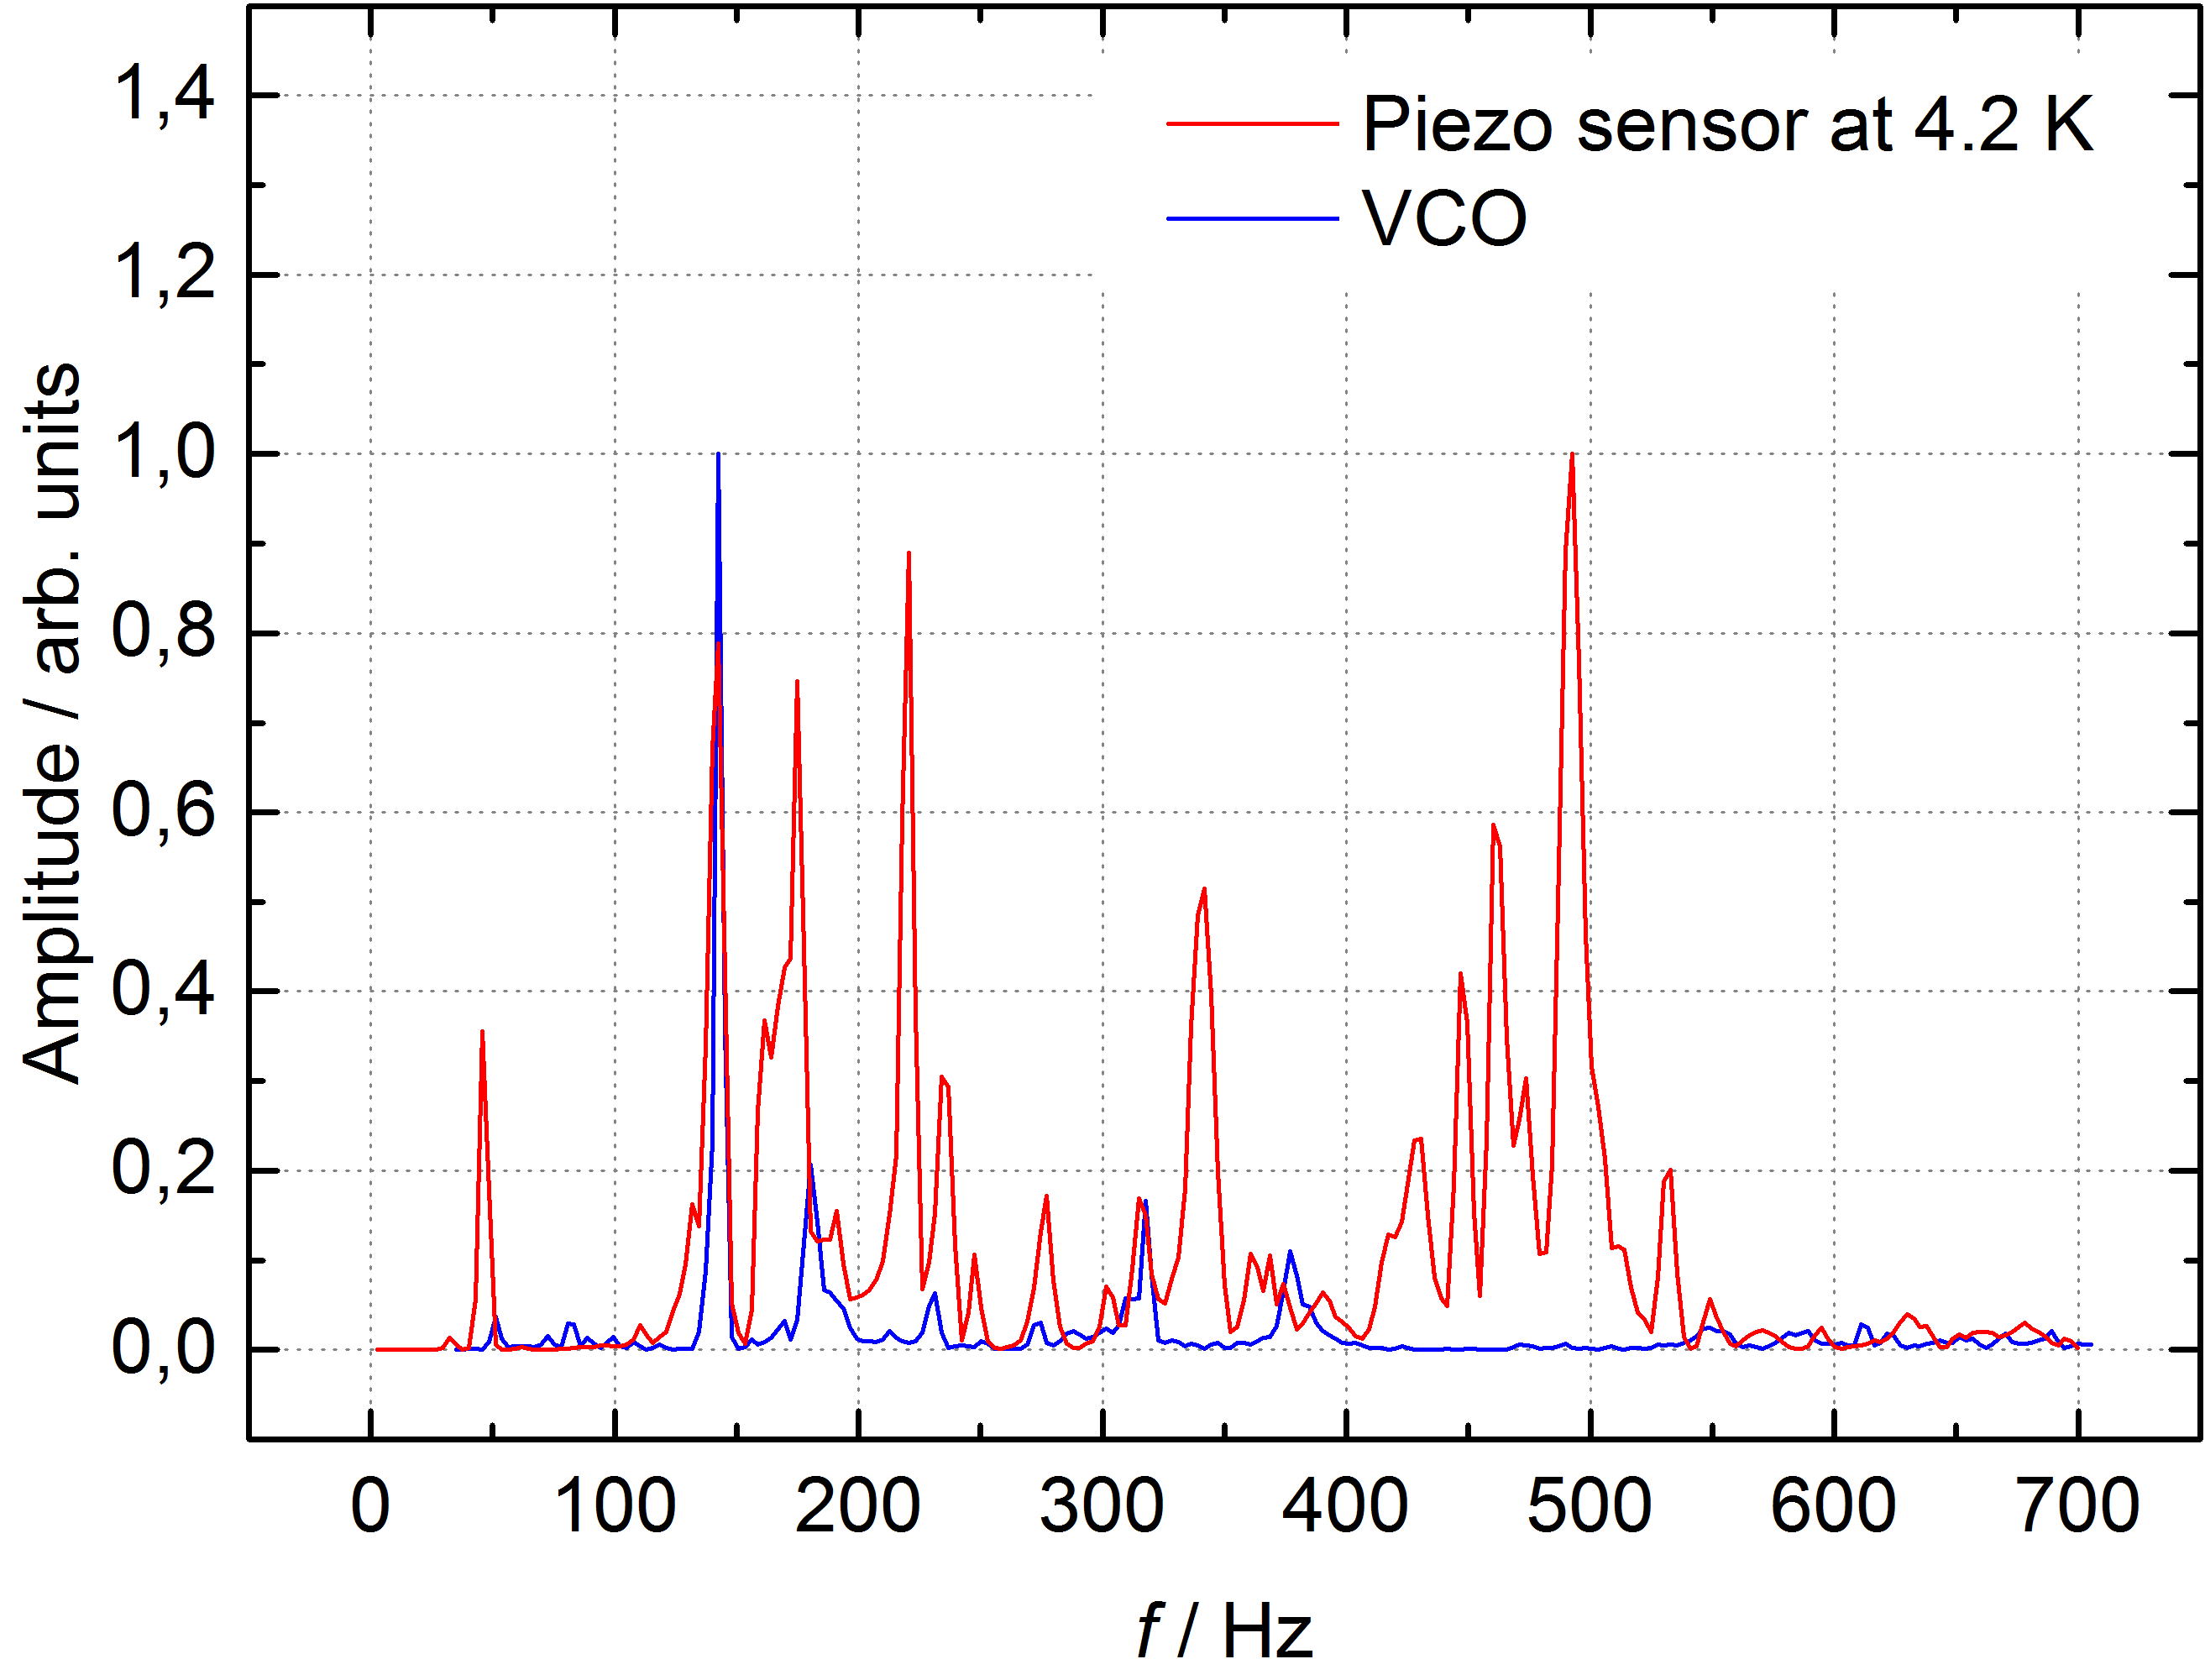 Piezo sensor at 4.2 K
VCO
1,4
1,2
1,0
0,8
0,6
0,4
0,2
0,0
Amplitude / arb. units
0 100 200 300 400 500 600 700
f / Hz